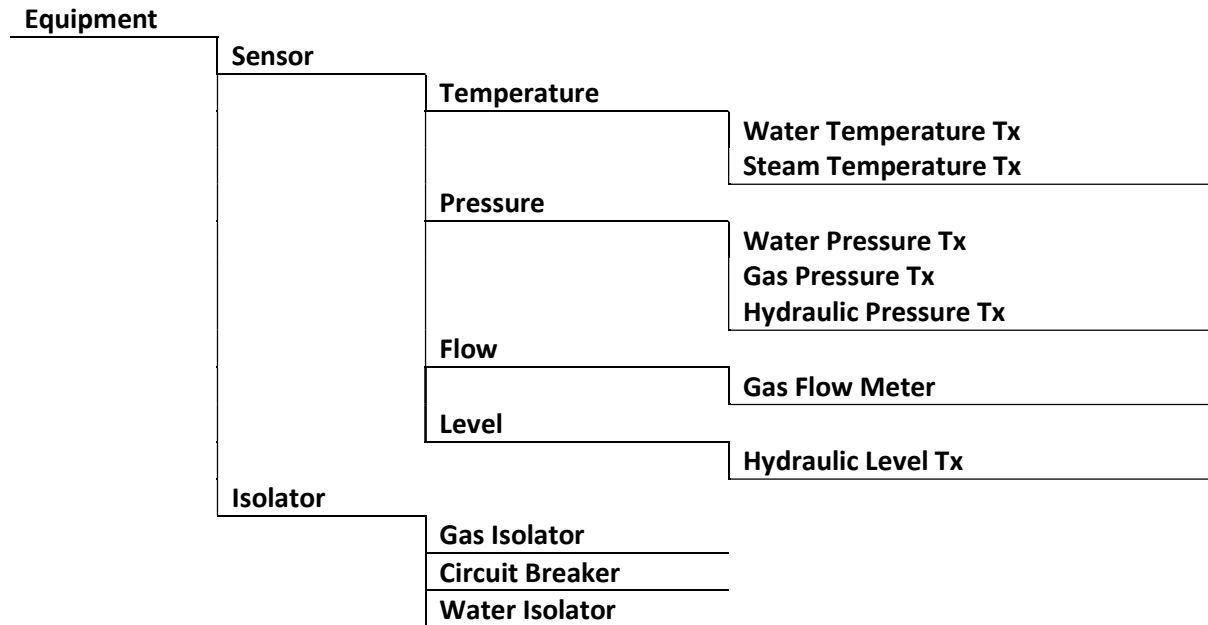 Equipment
Sensor
Temperature
Water Temperature Tx
Steam Temperature Tx
Pressure
Water Pressure Tx
Gas Pressure Tx
Hydraulic Pressure Tx
Flow
Gas Flow Meter
Level
Hydraulic Level Tx
Isolator
Gas Isolator
Circuit Breaker
Water Isolator